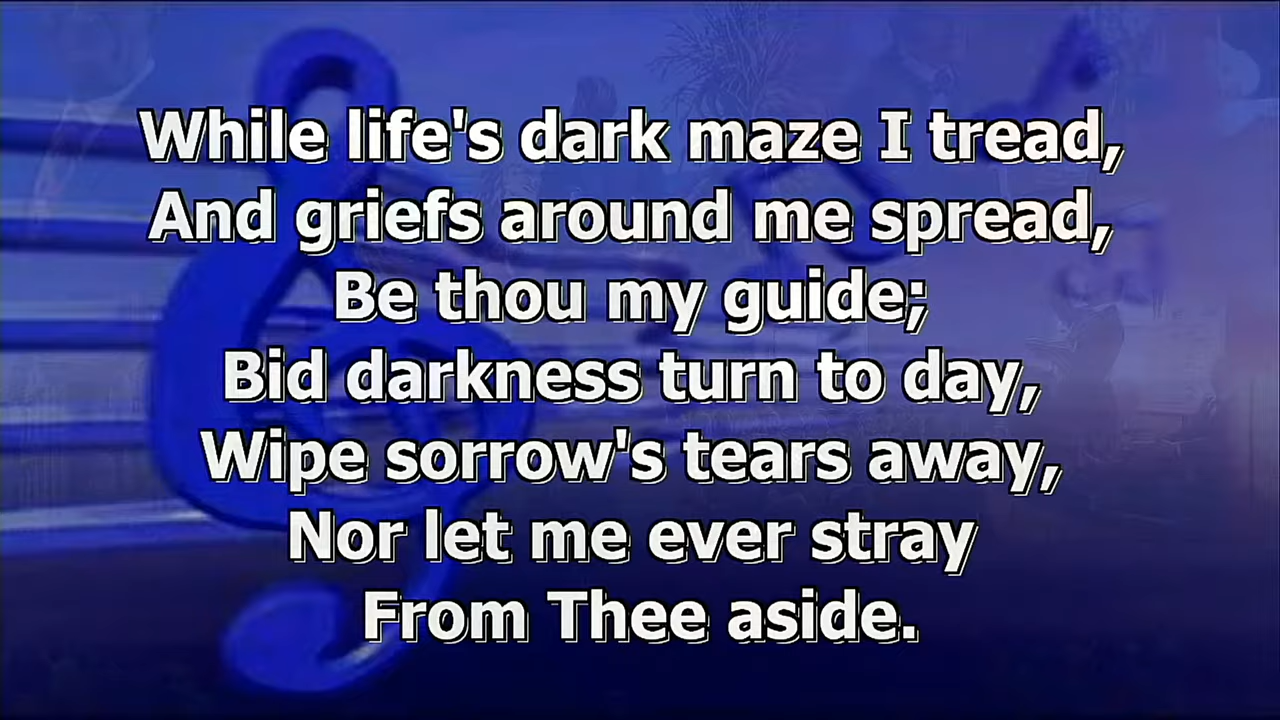 While life's dark maze I tread,
And griefs around me spread,
Be thou my guide;
Bid darkness turn to day,
Wipe sorrow's tears away,
Nor let me ever stray
From Thee aside.